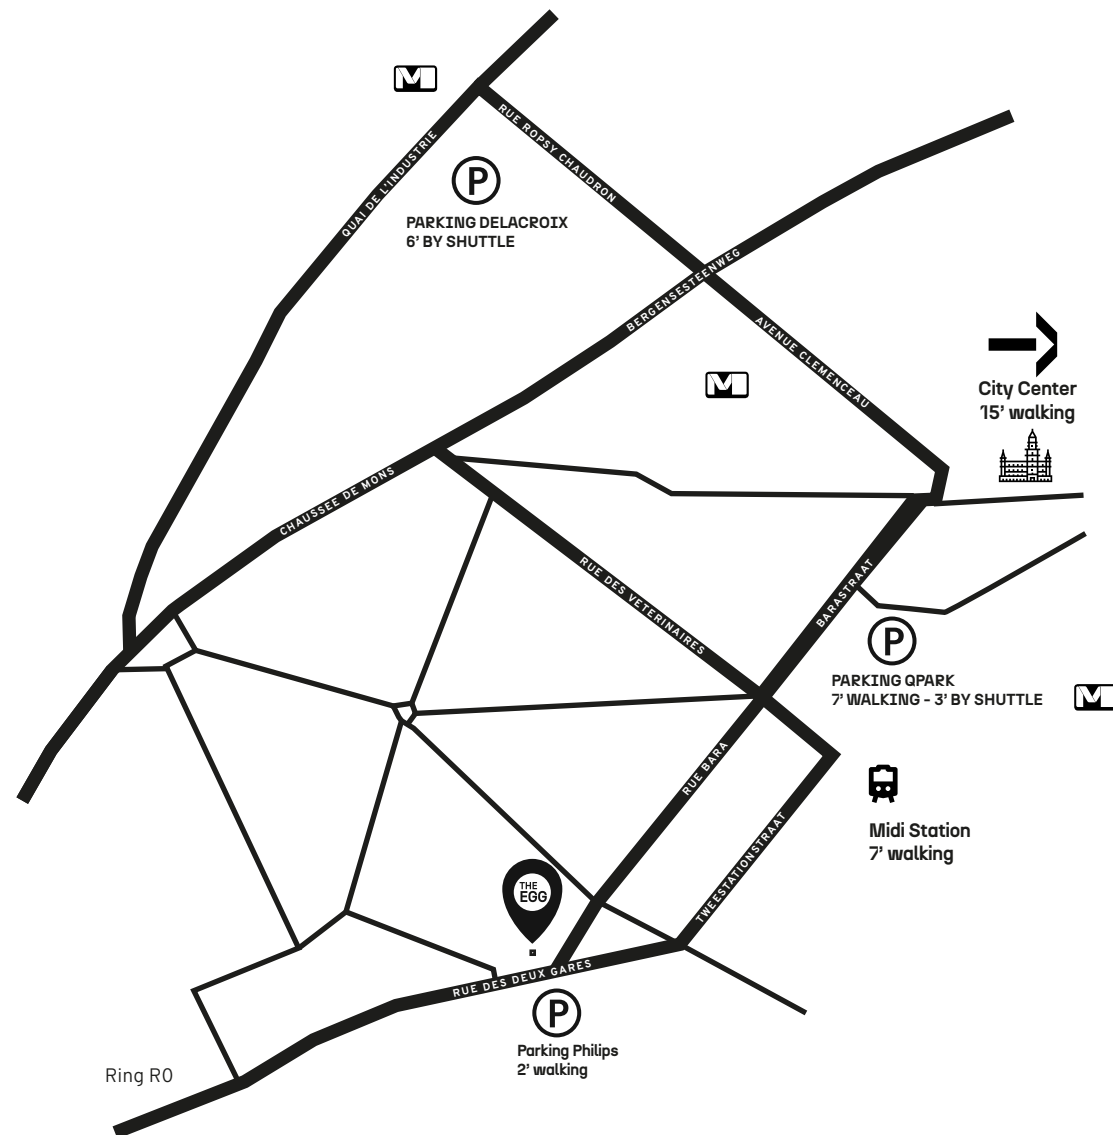 M
QUAI DE L'INDUSTRIE
RUE ROPSY CHAUDRON
P
PARKING DELACROIX
6' BY SHUTTLE
BERGENSESTEENWEG
AVENUE CLEMENCEAU
M
City Center
15' walking
CHAUSSEE DE MONS
RUE DES VETERINAIRES
BARASTRAAT
P
PARKING QPARK
7' WALKING - 3' BY SHUTTLE
M
RUE BARA
Midi Station
7' walking
TWEESTATIONSTRAAT
THE
EGG
RUE DES DEUX GARES
P
Parking Philips
2' walking
Ring R0